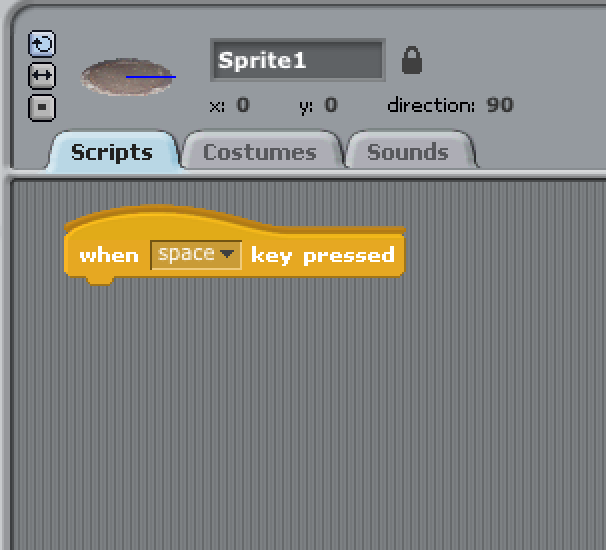 Sprite1
x: 0 y: 0 direction: 90
Scripts Costumes Sounds
when space key pressed